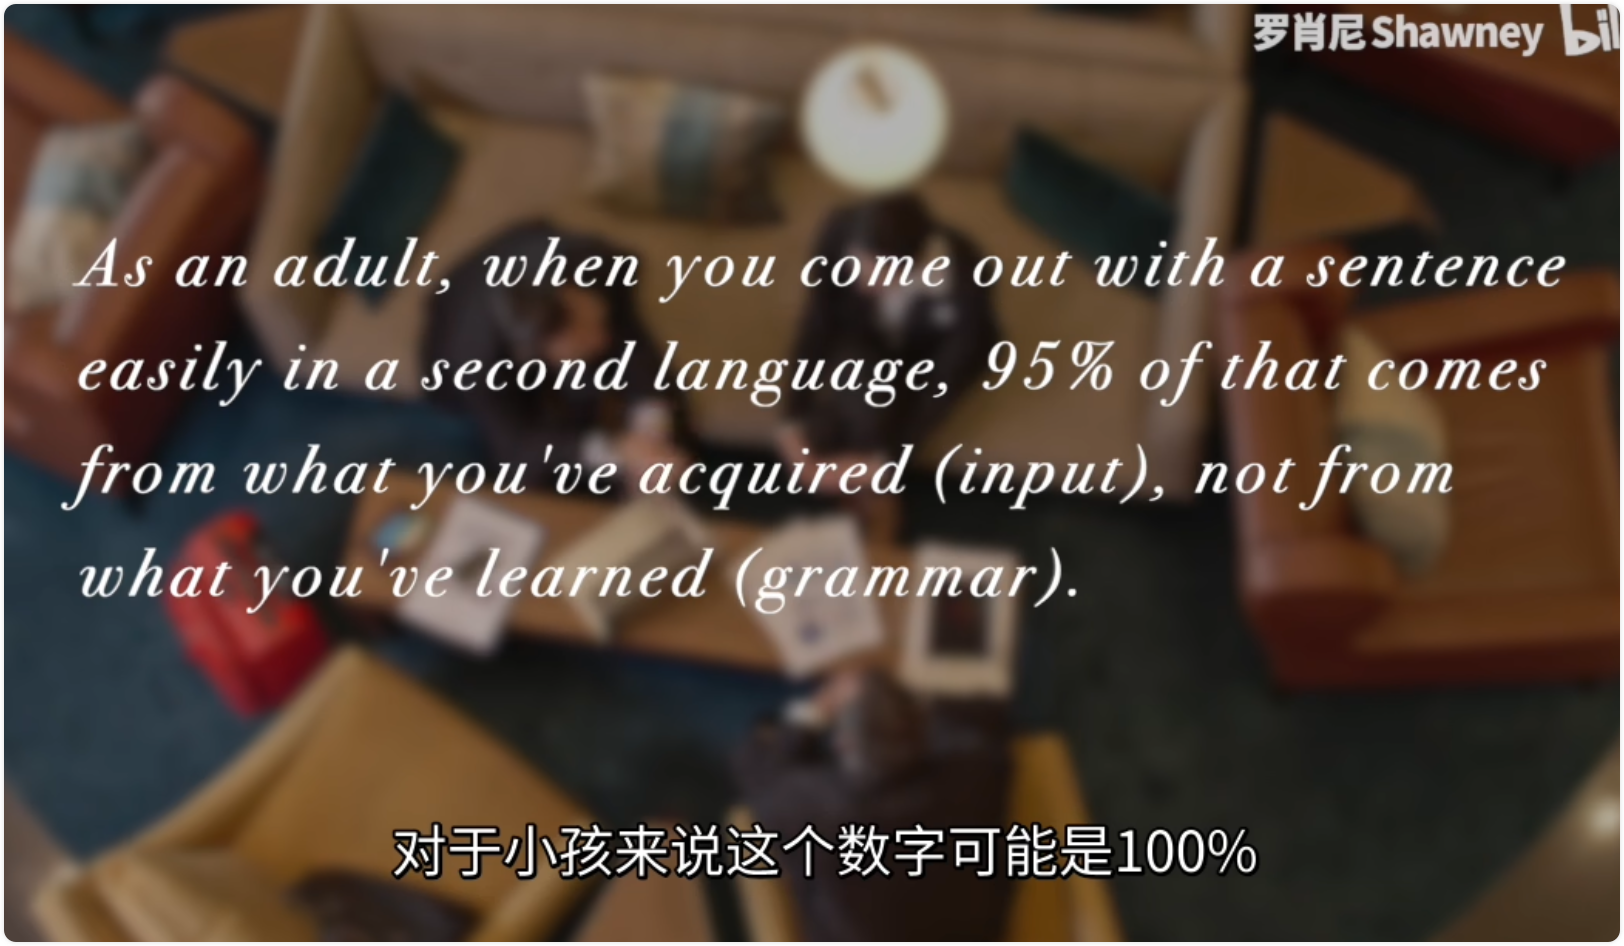 罗肖尼Shawney bil
As an adult, when you come out with a sentence
easily in a second language, 95% of that comes
from what you've acquired (input), not from
what you've learned (grammar).
对于小孩来说这个数字可能是100%